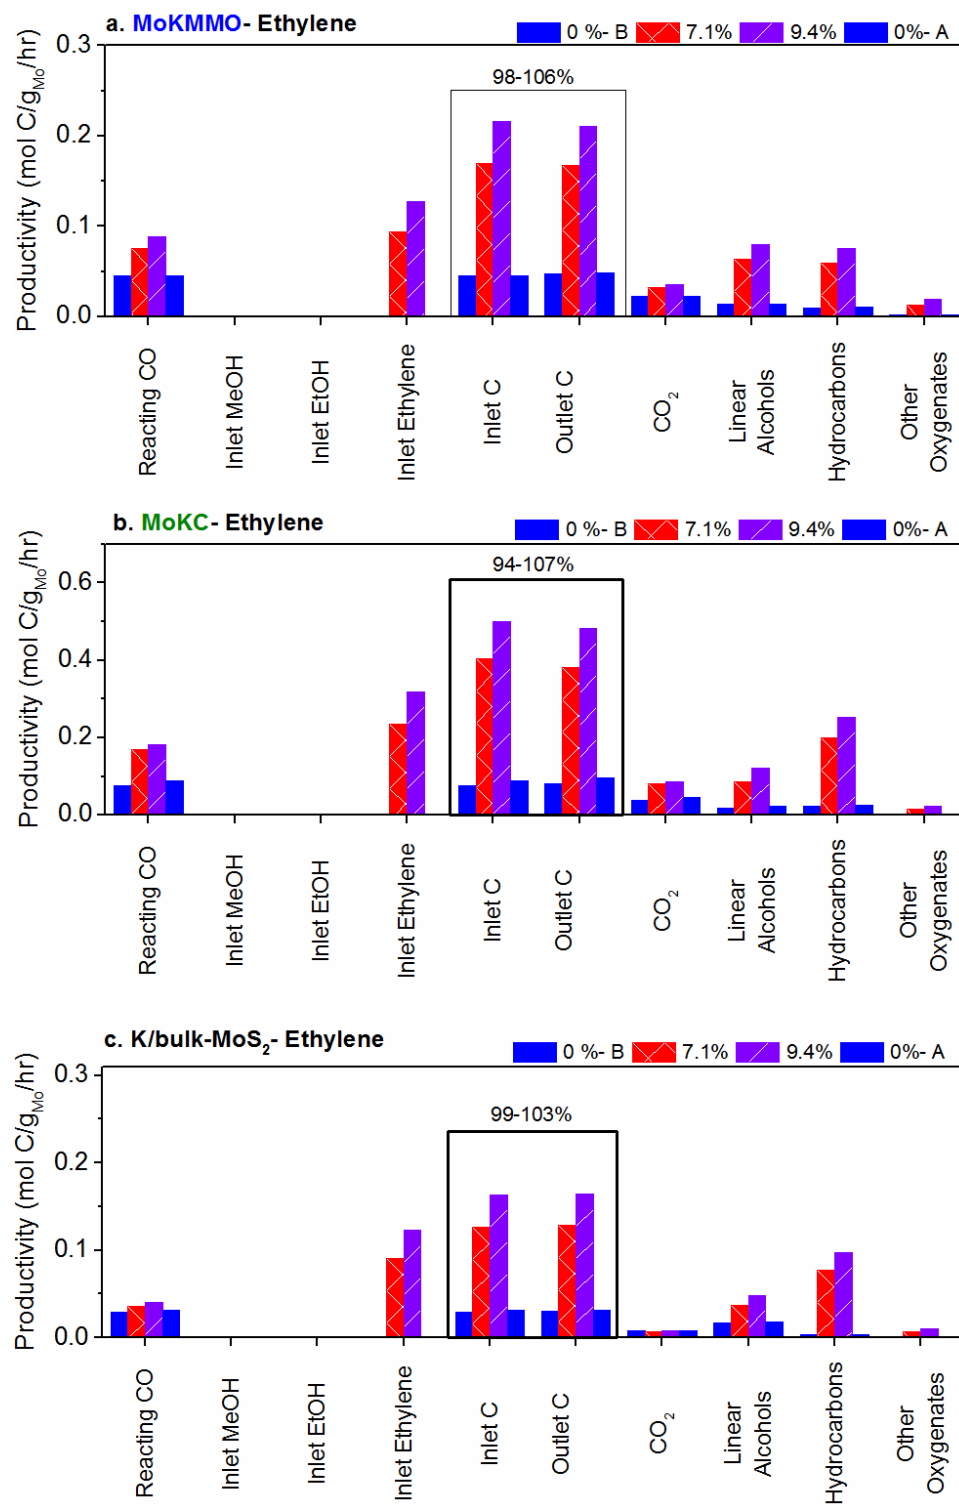 a. MoKMMO- Ethylene
0 %- B 7.1% 9.4% 0%- A
98-106%
0.3
0.2
0.1
0.0
Productivity (mol C/gMo/hr)
Reacting CO
Inlet MeOH
Inlet EtOH
Inlet Ethylene
Inlet C
Outlet C
CO2
Linear
Alcohols
Hydrocarbons
Other
Oxygenates
b. MoKC- Ethylene
0 %- B 7.1% 9.4% 0%- A
94-107%
0.6
0.4
0.2
0.0
Productivity (mol C/gMo/hr)
Reacting CO
Inlet MeOH
Inlet EtOH
Inlet Ethylene
Inlet C
Outlet C
CO2
Linear
Alcohols
Hydrocarbons
Other
Oxygenates
c. K/bulk-MoS2- Ethylene
0 %- B 7.1% 9.4% 0%- A
99-103%
0.3
0.2
0.1
0.0
Productivity (mol C/gMo/hr)
Reacting CO
Inlet MeOH
Inlet EtOH
Inlet Ethylene
Inlet C
Outlet C
CO2
Linear
Alcohols
Hydrocarbons
Other
Oxygenates